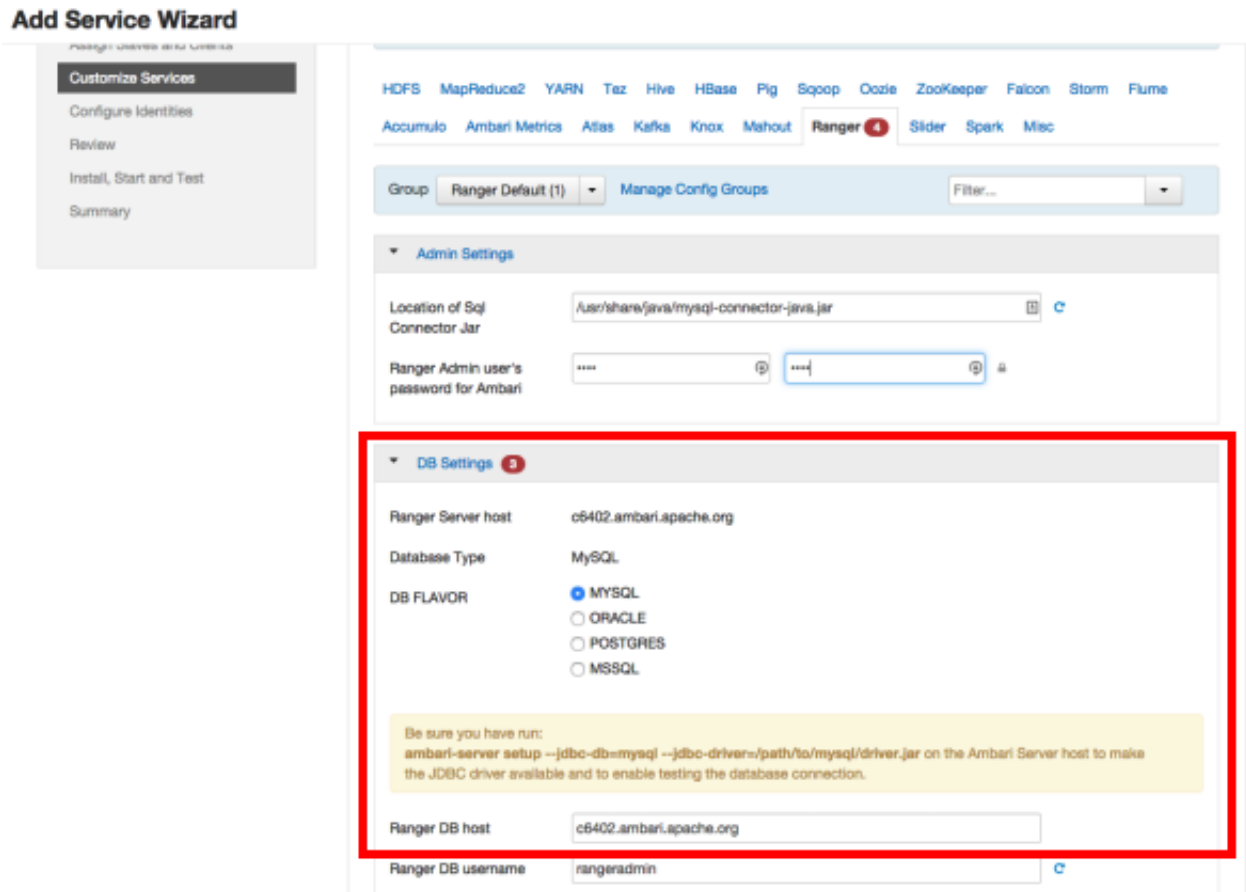 Add Service Wizard
Assign Slaves and Clients
Customize Services
Configure Identities
Review
Install, Start and Test
Summary
HDFS MapReduce2 YARN Tez Hive HBase Pig Sqoop Oozie ZooKeeper Falcon Storm Flume
Accumulo Ambari Metrics Atlas Kafka Knox Mahout Ranger 4 Slider Spark Misc
Group Ranger Default (1) Manage Config Groups Filter...
Admin Settings
Location of Sql /usr/share/java/mysql-connector-java.jar
Connector Jar
Ranger Admin user's •••• ••••
password for Ambari
DB Settings 3
Ranger Server host c6402.ambari.apache.org
Database Type MySQL
DB FLAVOR MYSQL
ORACLE
POSTGRES
MSSQL
Be sure you have run:
ambari-server setup --jdbc-db=mysql --jdbc-driver=/path/to/mysql/driver.jar on the Ambari Server host to make
the JDBC driver available and to enable testing the database connection.
Ranger DB host c6402.ambari.apache.org
Ranger DB username rangeradmin